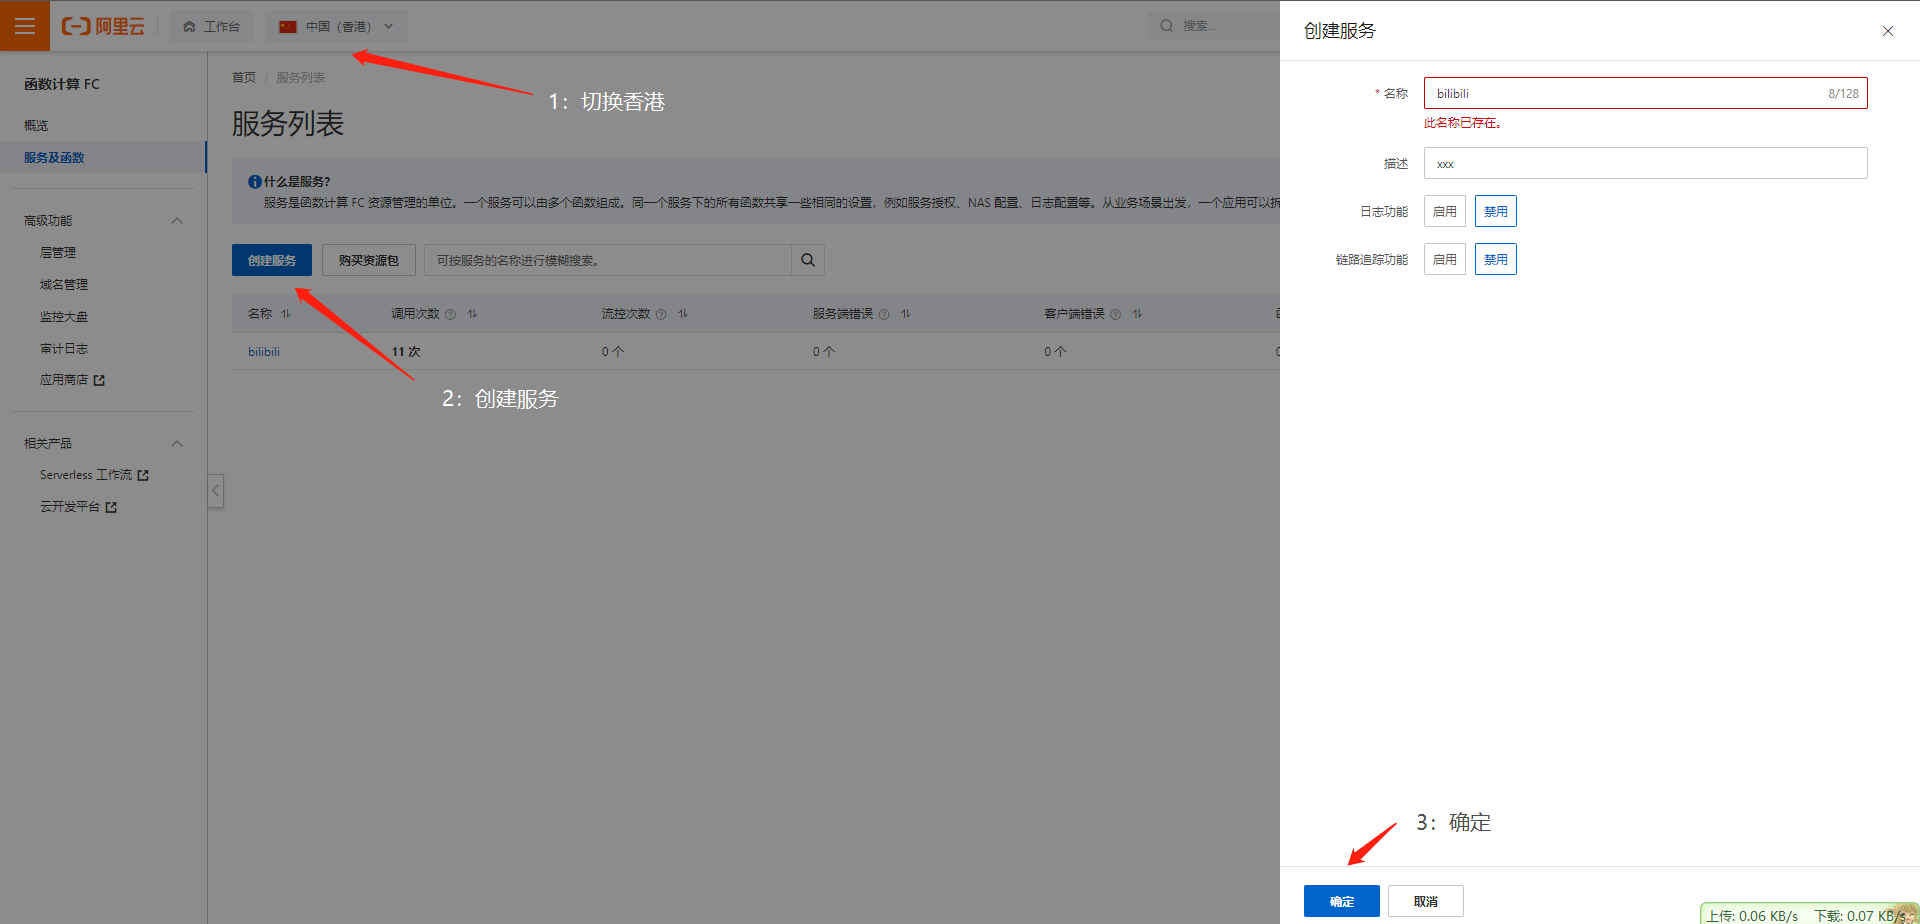 阿里云
工作台
中国（香港）
搜索...
函数计算 FC
概览
服务及函数
高级功能
层管理
域名管理
监控大盘
审计日志
应用商店
相关产品
Serverless 工作流
云开发平台
首页 / 服务列表
1：切换香港
服务列表
什么是服务?
服务是函数计算 FC 资源管理的单位。一个服务可以由多个函数组成。同一个服务下的所有函数共享一些相同的设置，例如服务授权、NAS 配置、日志配置等。从业务场景出发，一个应用可以拆
创建服务
购买资源包
可按服务的名称进行模糊搜索。
名称 调用次数 流控次数 服务端错误 客户端错误
bilibili 11 次 0 个 0 个 0 个
2：创建服务
创建服务
* 名称 bilibili 8/128
此名称已存在。
描述 xxx
日志功能 启用 禁用
链路追踪功能 启用 禁用
3：确定
确定 取消
上传: 0.06 KB/s 下载: 0.07 KB/s